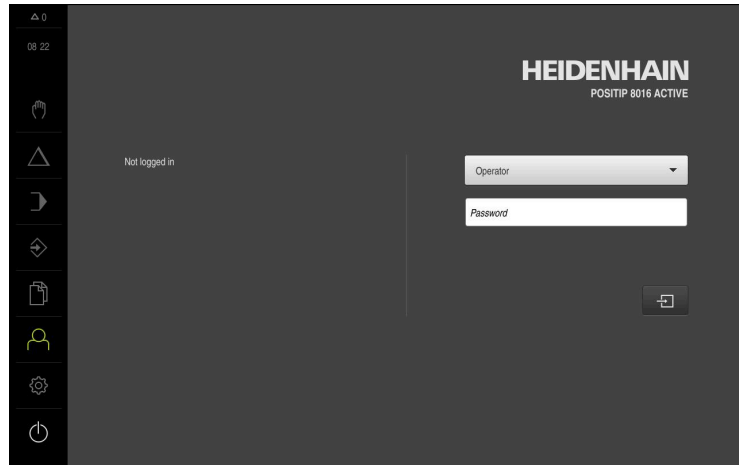 0
08 22
HEIDENHAIN
POSITIP 8016 ACTIVE
Not logged in
Operator
Password